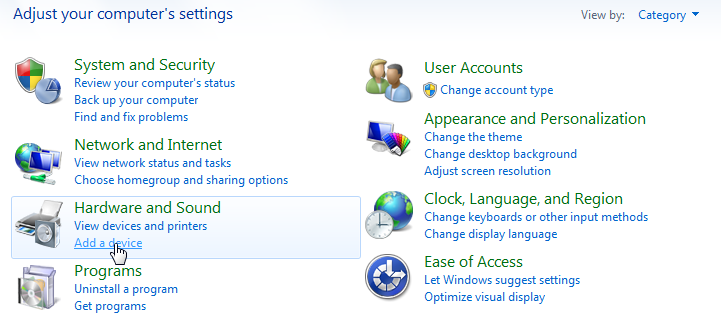 Adjust your computer's settings
View by: Category
System and Security
Review your computer's status
Back up your computer
Find and fix problems
Network and Internet
View network status and tasks
Choose homegroup and sharing options
Hardware and Sound
View devices and printers
Add a device
Programs
Uninstall a program
Get programs
User Accounts
Change account type
Appearance and Personalization
Change the theme
Change desktop background
Adjust screen resolution
Clock, Language, and Region
Change keyboards or other input methods
Change display language
Ease of Access
Let Windows suggest settings
Optimize visual display